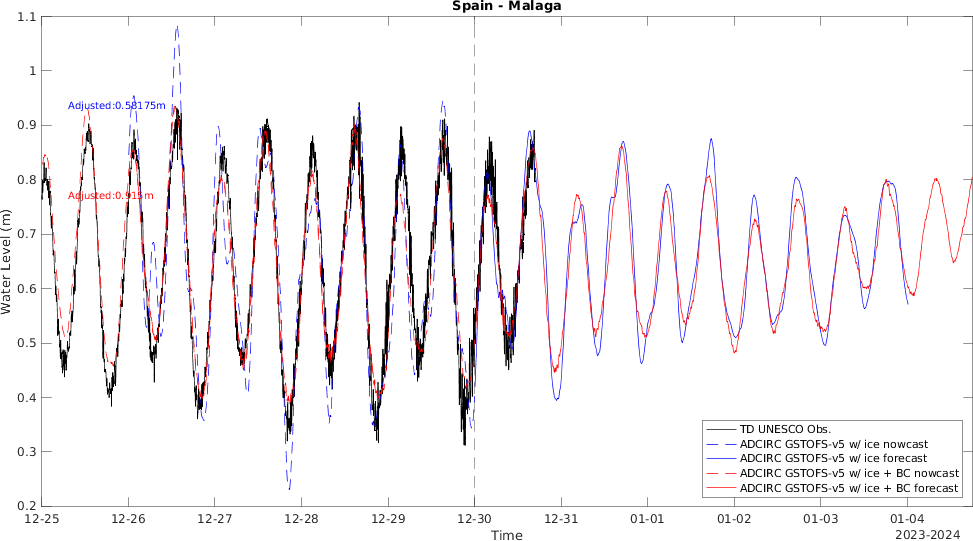 Spain - Malaga
1.1
1
0.9
0.8
0.7
0.6
0.5
0.4
0.3
0.2
Water Level (m)
Adjusted:0.58175m
Adjusted:0.915m
TD UNESCO Obs.
ADCIRC GSTOFS-v5 w/ ice nowcast
ADCIRC GSTOFS-v5 w/ ice forecast
ADCIRC GSTOFS-v5 w/ ice + BC nowcast
ADCIRC GSTOFS-v5 w/ ice + BC forecast
12-25 12-26 12-27 12-28 12-29 12-30 12-31 01-01 01-02 01-03 01-04
Time
2023-2024